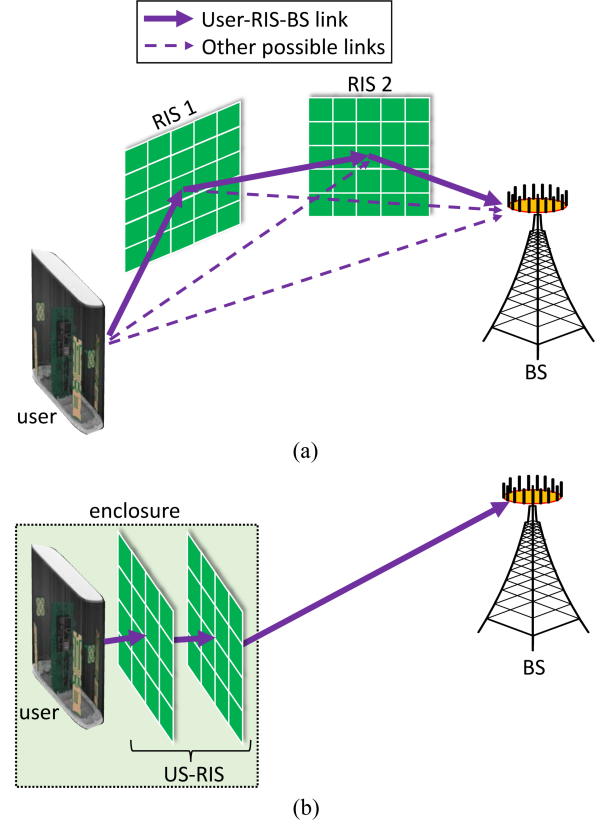 User-RIS-BS link
Other possible links
RIS 1
RIS 2
BS
user
(a)
enclosure
BS
user
US-RIS
(b)